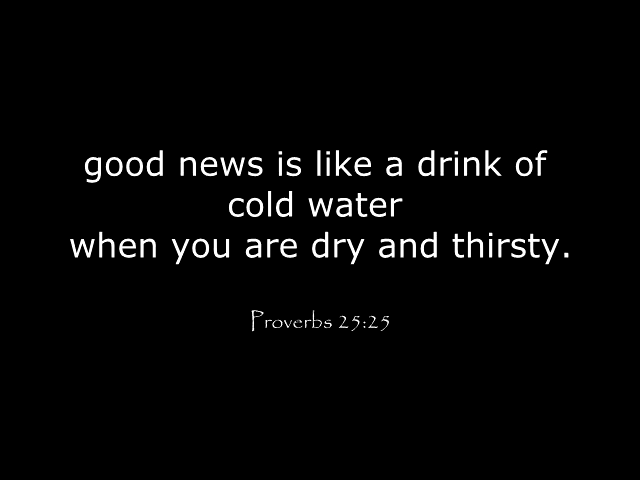 good news is like a drink of
cold water
when you are dry and thirsty.
Proverbs 25:25